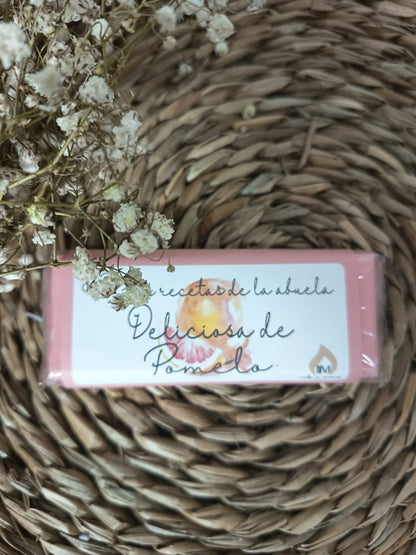 recetas de la abuela
Deliciosa de
Pomelo